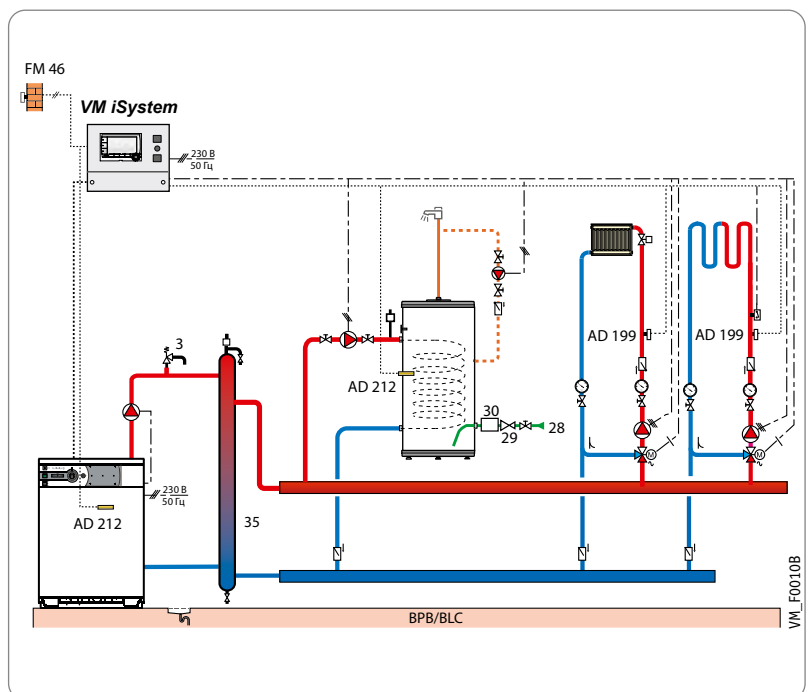 FM 46
VM iSystem
230 В
50 Гц
3
AD 199
AD 199
AD 212
30
29
28
M
M
230 В
50 Гц
AD 212
35
BPB/BLC
VM_F0010B